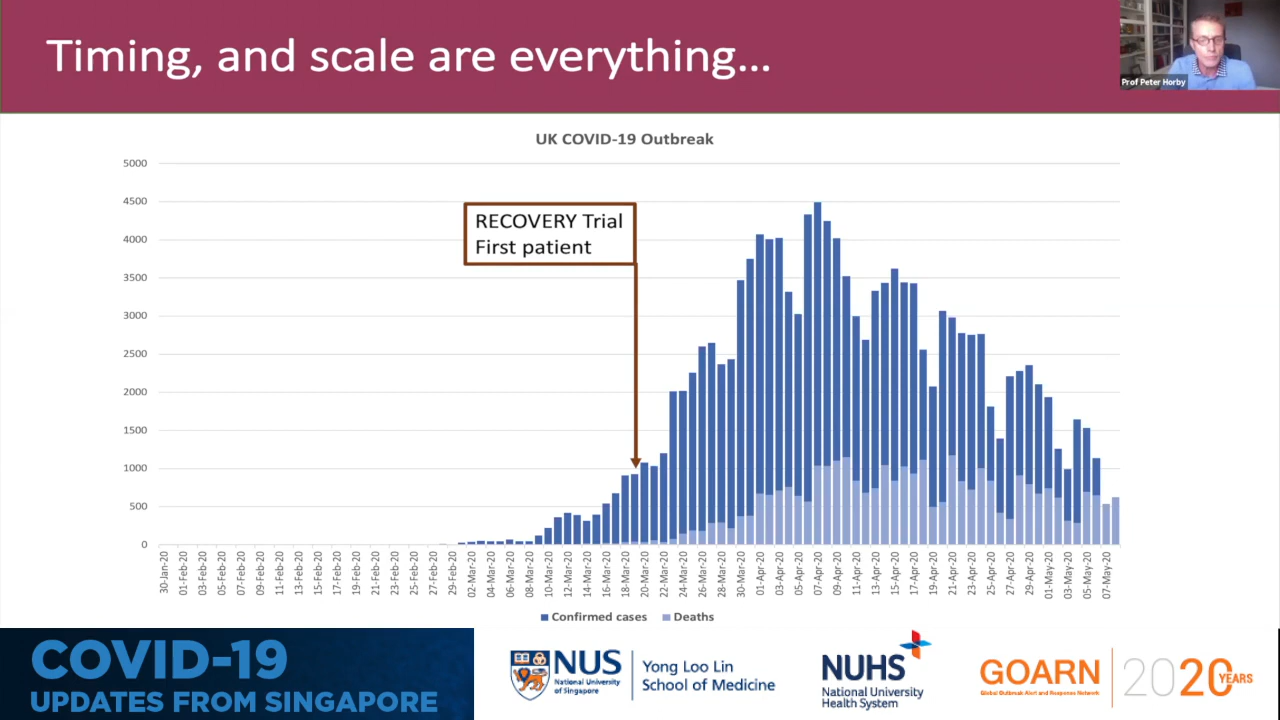 Timing, and scale are everything...
Prof Peter Horby
UK COVID-19 Outbreak
5000
4500
4000
3500
3000
2500
2000
1500
1000
500
0
RECOVERY Trial
First patient
30-Jan-20
01-Feb-20
03-Feb-20
05-Feb-20
07-Feb-20
09-Feb-20
11-Feb-20
13-Feb-20
15-Feb-20
17-Feb-20
19-Feb-20
21-Feb-20
23-Feb-20
25-Feb-20
27-Feb-20
29-Feb-20
02-Mar-20
04-Mar-20
06-Mar-20
08-Mar-20
10-Mar-20
12-Mar-20
14-Mar-20
16-Mar-20
18-Mar-20
20-Mar-20
22-Mar-20
24-Mar-20
26-Mar-20
28-Mar-20
30-Mar-20
01-Apr-20
03-Apr-20
05-Apr-20
07-Apr-20
09-Apr-20
11-Apr-20
13-Apr-20
15-Apr-20
17-Apr-20
19-Apr-20
21-Apr-20
23-Apr-20
25-Apr-20
27-Apr-20
29-Apr-20
01-May-20
03-May-20
05-May-20
07-May-20
Confirmed cases
Deaths
COVID-19
UPDATES FROM SINGAPORE
NUS
National University
of Singapore
Yong Loo Lin
School of Medicine
NUHS
National University
Health System
GOARN
Global Outbreak Alert and Response Network
2020 YEARS